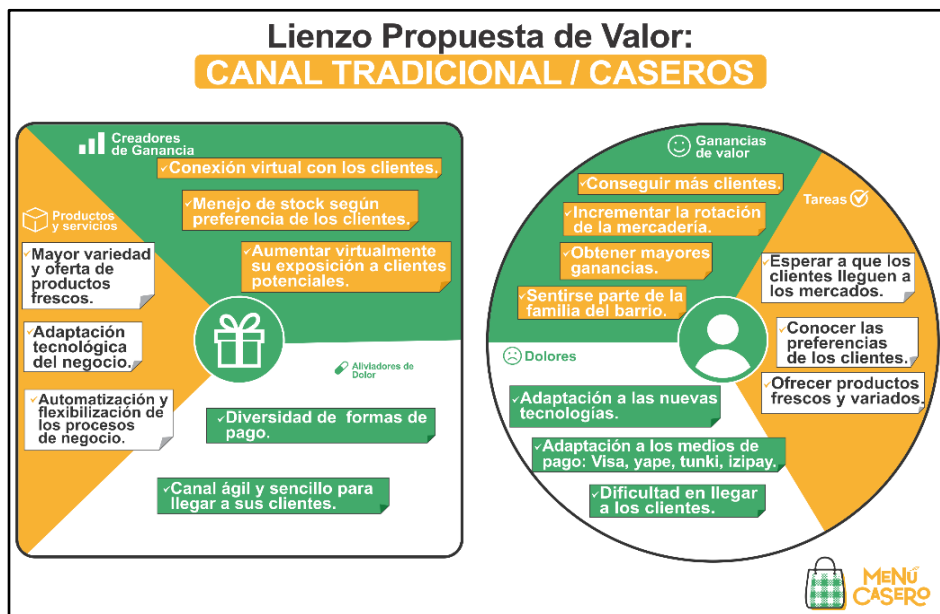 Lienzo Propuesta de Valor:
CANAL TRADICIONAL / CASEROS
Creadores
de Ganancia
Conexión virtual con los clientes.
Menejo de stock según
preferencia de los clientes.
Aumentar virtualmente
su exposición a clientes
potenciales.
Productos
y servicios
Mayor variedad
y oferta de
productos
frescos.
Adaptación
tecnológica
del negocio.
Automatización y
flexibilización de
los procesos
de negocio.
Aliviadores de
Dolor
Diversidad de formas de
pago.
Canal ágil y sencillo para
llegar a sus clientes.
Ganancias
de valor
Conseguir más clientes.
Incrementar la rotación
de la mercadería.
Obtener mayores
ganancias.
Sentirse parte de la
familia del barrio.
Tareas
Esperar a que los
clientes lleguen a
los mercados.
Conocer las
preferencias
de los clientes.
Ofrecer productos
frescos y variados.
Dolores
Adaptación a las nuevas
tecnologías.
Adaptación a los medios de
pago: Visa, yape, tunki, izipay.
Dificultad en llegar
a los clientes.
MENÚ
CASERO